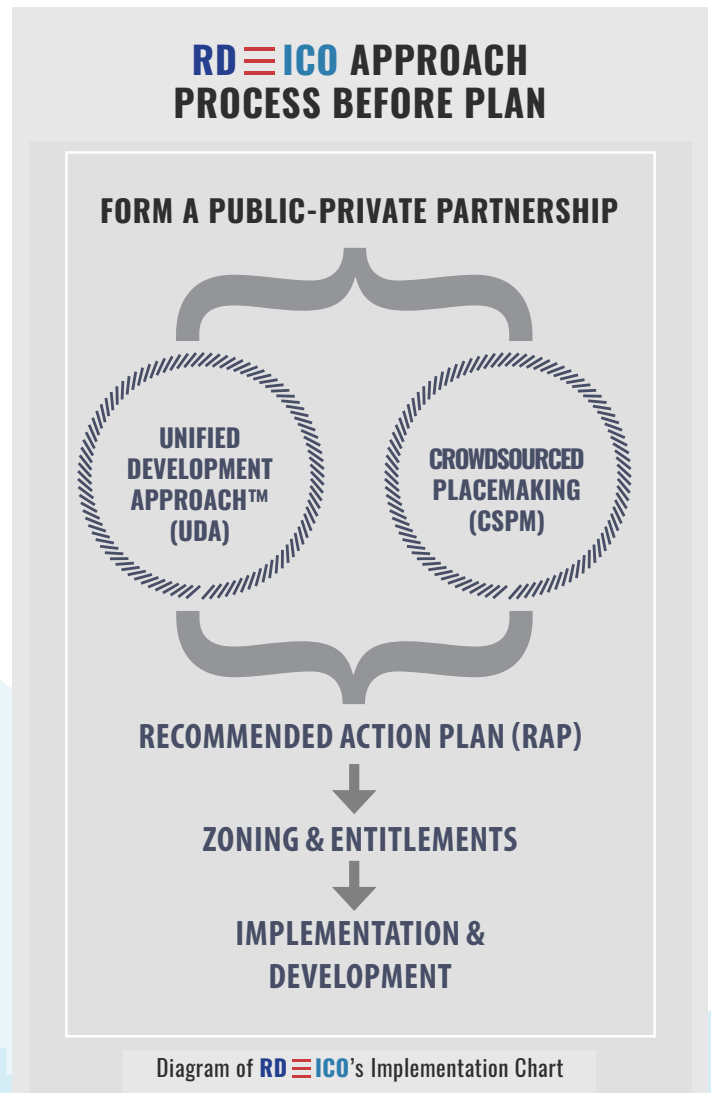 RD☰ICO APPROACH
PROCESS BEFORE PLAN
FORM A PUBLIC-PRIVATE PARTNERSHIP
UNIFIED
DEVELOPMENT
APPROACH™
(UDA)
CROWDSOURCED
PLACEMAKING
(CSPM)
RECOMMENDED ACTION PLAN (RAP)
ZONING & ENTITLEMENTS
IMPLEMENTATION &
DEVELOPMENT
Diagram of RD☰ICO's Implementation Chart